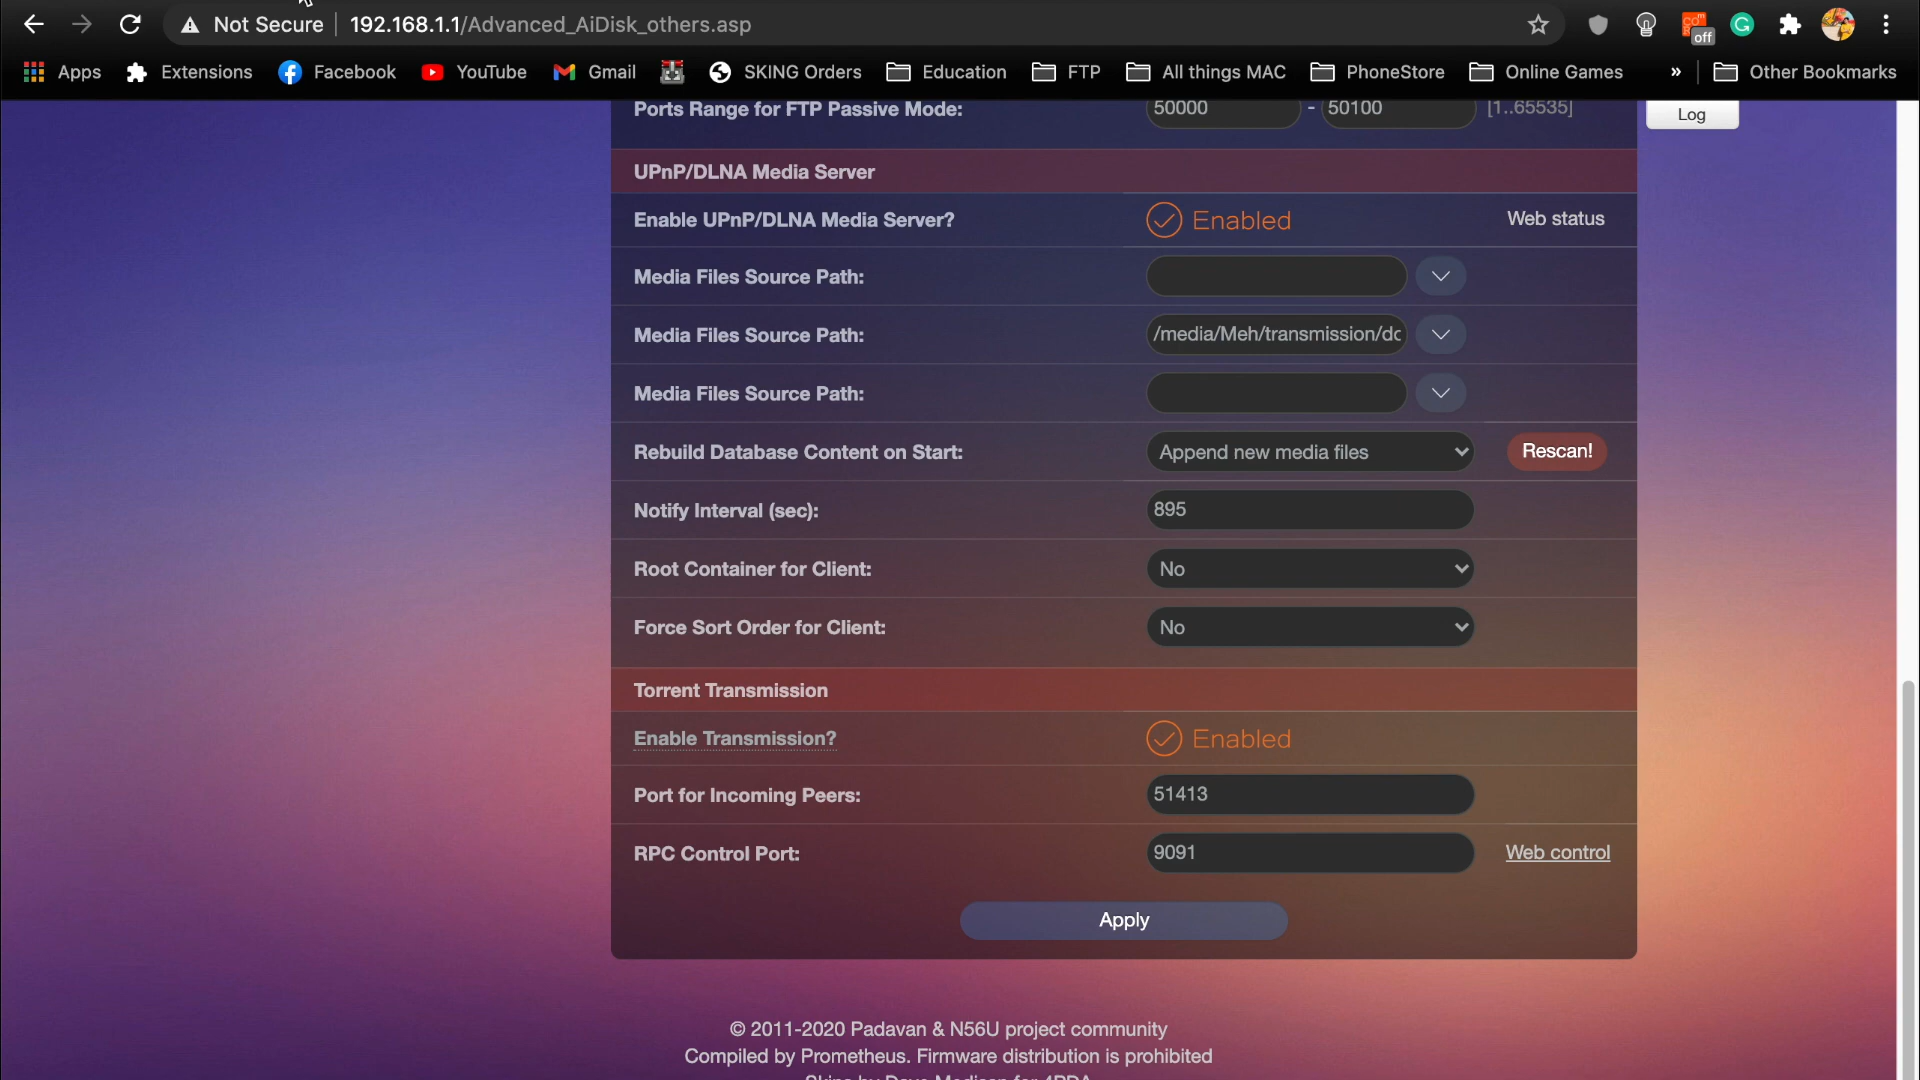 Not Secure 192.168.1.1/Advanced_AiDisk_others.asp
off
Apps Extensions Facebook YouTube Gmail SKING Orders Education FTP All things MAC PhoneStore Online Games » Other Bookmarks
Ports Range for FTP Passive Mode: 50000 - 50100 [1..65535]
Log
UPnP/DLNA Media Server
Enable UPnP/DLNA Media Server? Enabled Web status
Media Files Source Path:
Media Files Source Path: /media/Meh/transmission/dc
Media Files Source Path:
Rebuild Database Content on Start: Append new media files Rescan!
Notify Interval (sec): 895
Root Container for Client: No
Force Sort Order for Client: No
Torrent Transmission
Enable Transmission? Enabled
Port for Incoming Peers: 51413
RPC Control Port: 9091 Web control
Apply
© 2011-2020 Padavan & N56U project community
Compiled by Prometheus. Firmware distribution is prohibited